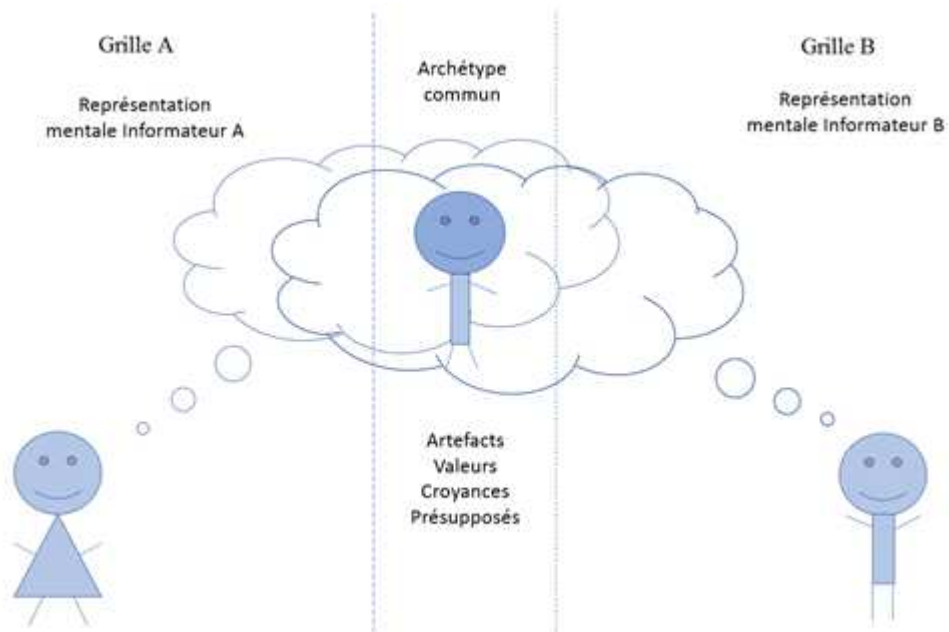 Grille A
Représentation
mentale Informateur A
Archétype
commun
Grille B
Représentation
mentale Informateur B
Artefacts
Valeurs
Croyances
Présupposés